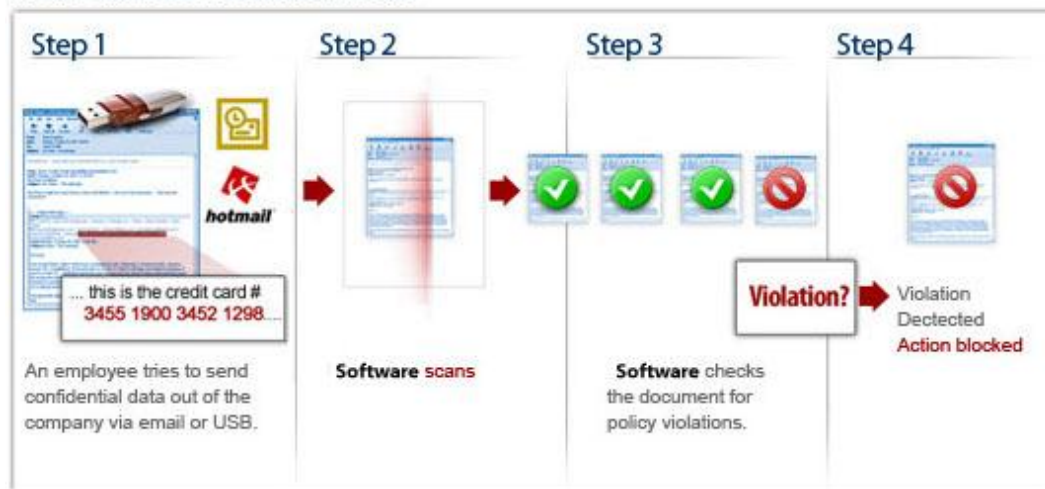 Step 1
Step 2
Step 3
Step 4
hotmail
... this is the credit card #
3455 1900 3452 1298....
Violation?
Violation
Dectected
Action blocked
An employee tries to send
confidential data out of the
company via email or USB.
Software scans
Software checks
the document for
policy violations.